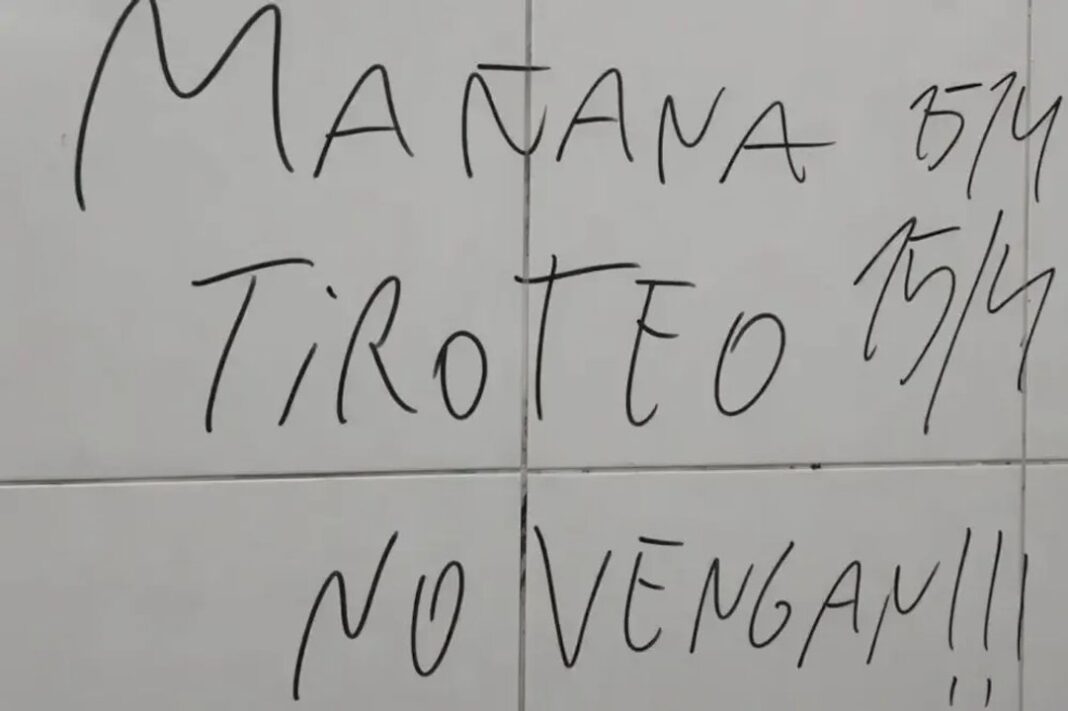 MAÑANA 15/4
TiROTEO 15/4
NO VENGAN!!!